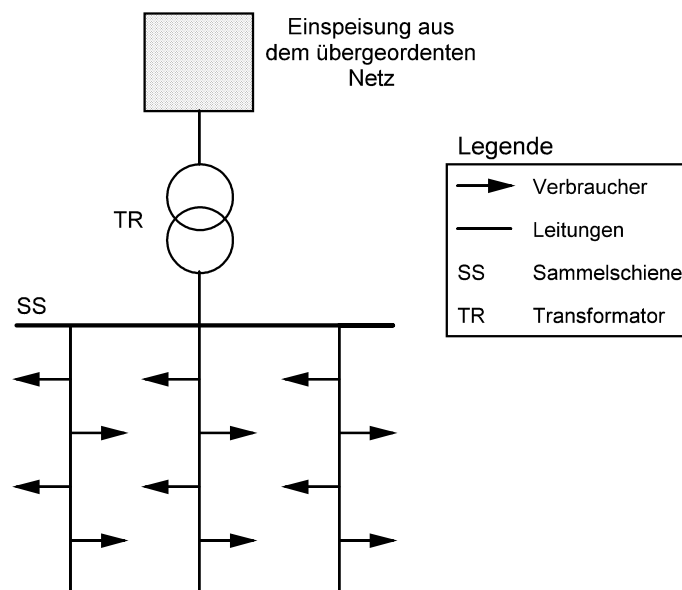 Einspeisung aus
dem übergeordenten
Netz
Legende
Verbraucher
Leitungen
SS Sammelschiene
TR Transformator
TR
SS